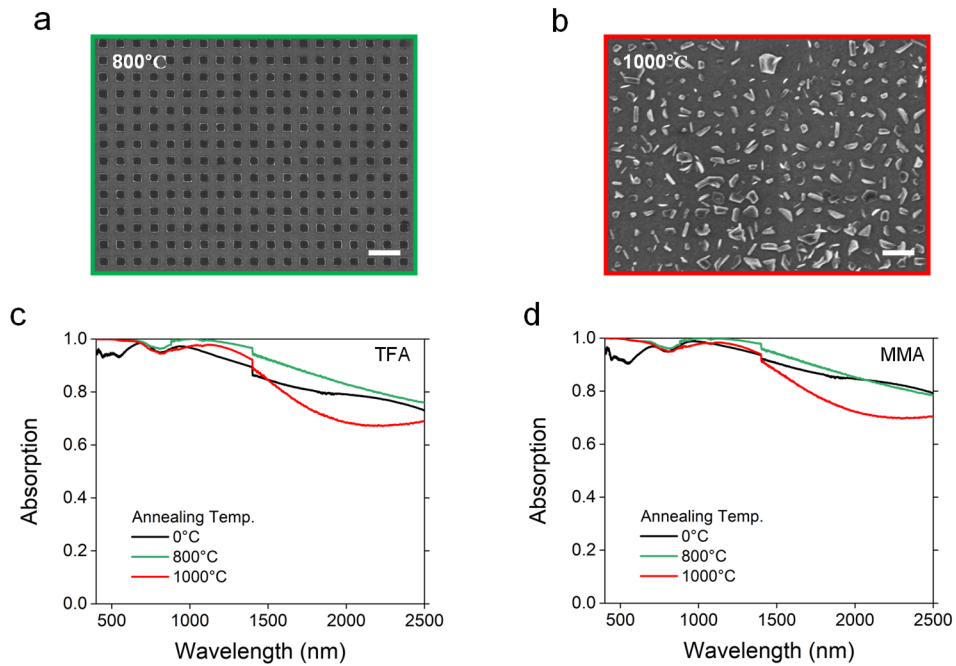 a
b
800°C
1000°C
c
d
1.0
0.8
0.6
0.4
0.2
0.0
Absorption
TFA
Annealing Temp.
0°C
800°C
1000°C
500
1000
1500
2000
2500
Wavelength (nm)
1.0
0.8
0.6
0.4
0.2
0.0
Absorption
MMA
Annealing Temp.
0°C
800°C
1000°C
500
1000
1500
2000
2500
Wavelength (nm)